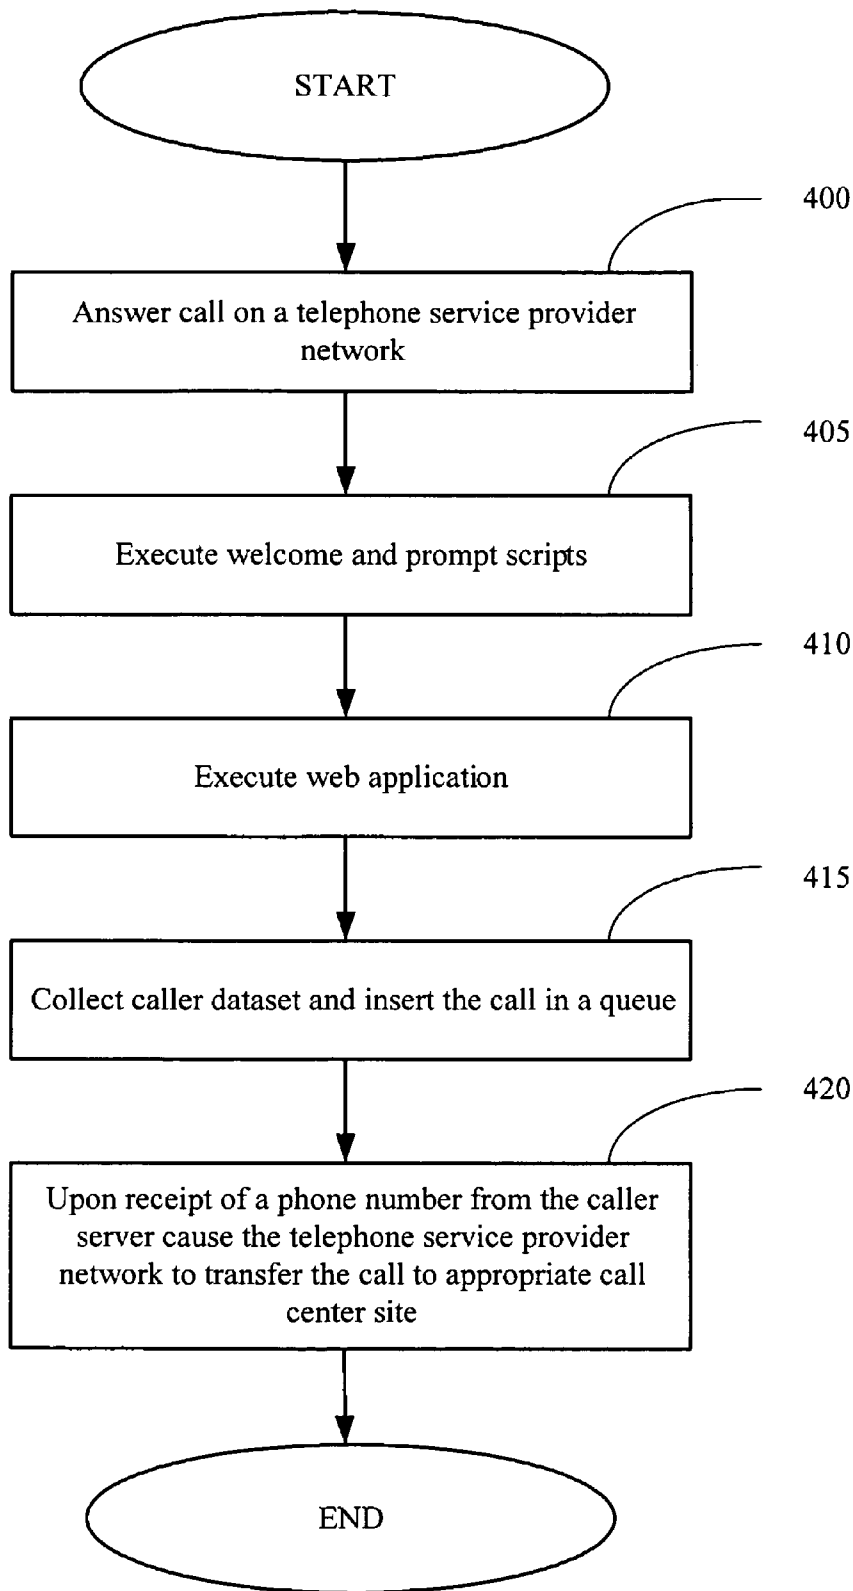 START
400
Answer call on a telephone service provider
network
405
Execute welcome and prompt scripts
410
Execute web application
415
Collect caller dataset and insert the call in a queue
420
Upon receipt of a phone number from the caller
server cause the telephone service provider
network to transfer the call to appropriate call
center site
END